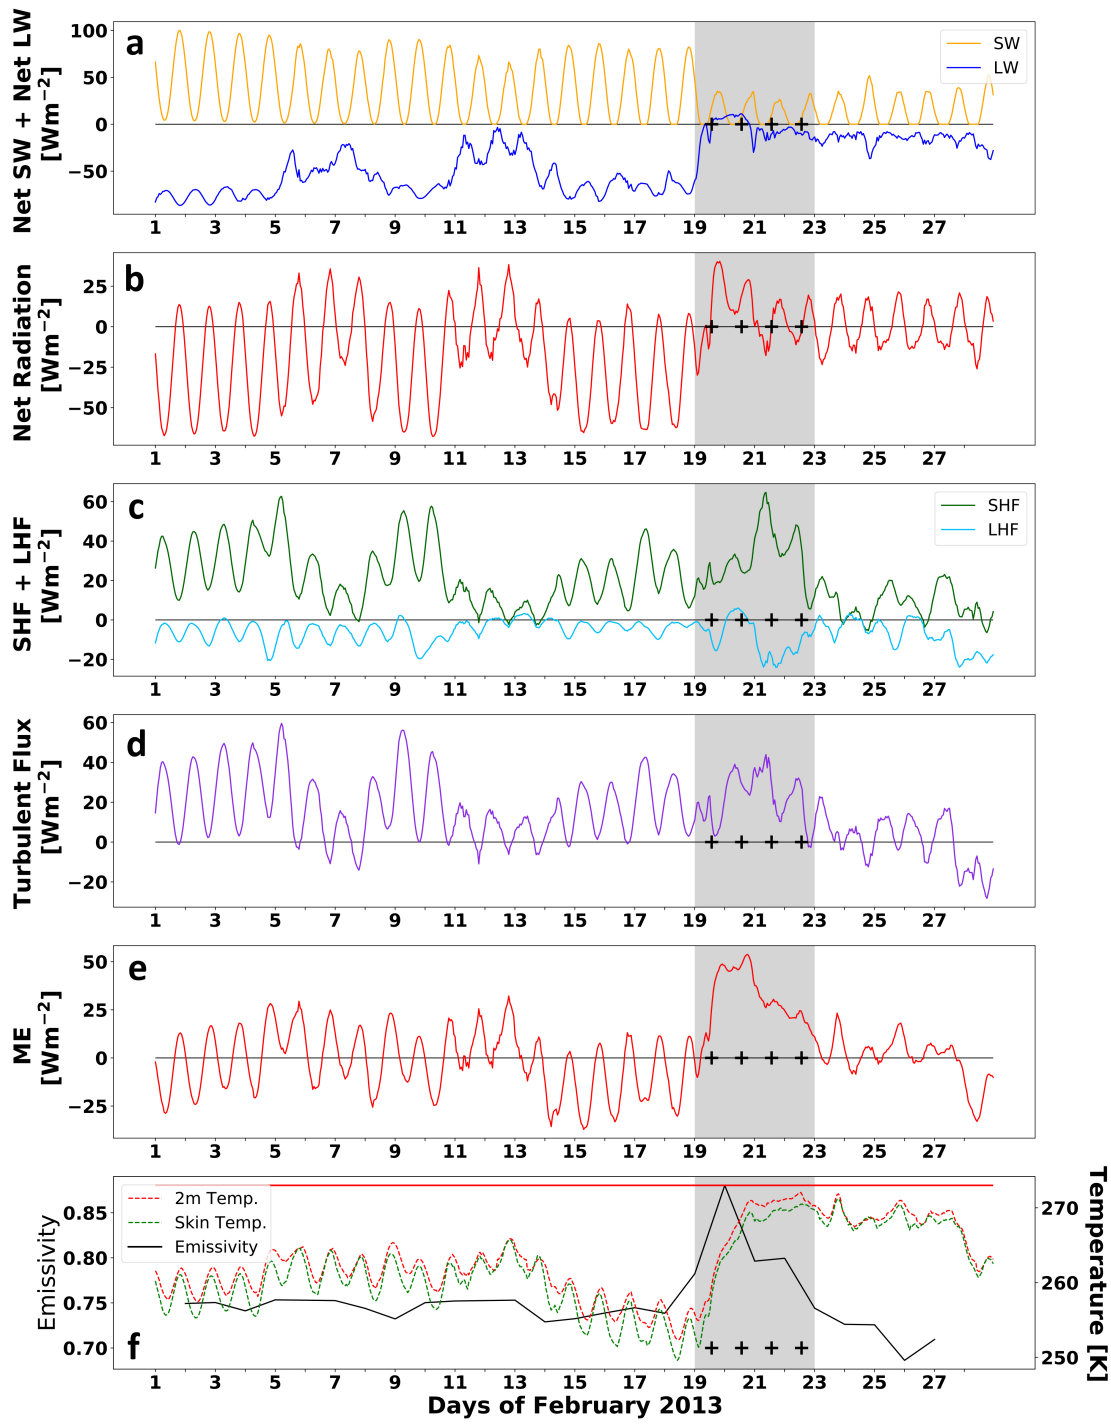 a
Net SW + Net LW
[Wm−2]
100
50
0
−50
SW
LW
1 3 5 7 9 11 13 15 17 19 21 23 25 27
b
Net Radiation
[Wm−2]
25
0
−25
−50
1 3 5 7 9 11 13 15 17 19 21 23 25 27
c
SHF + LHF
[Wm−2]
60
40
20
0
−20
SHF
LHF
1 3 5 7 9 11 13 15 17 19 21 23 25 27
d
Turbulent Flux
[Wm−2]
60
40
20
0
−20
1 3 5 7 9 11 13 15 17 19 21 23 25 27
e
ME
[Wm−2]
50
25
0
−25
1 3 5 7 9 11 13 15 17 19 21 23 25 27
f
Emissivity
0.85
0.80
0.75
0.70
2m Temp.
Skin Temp.
Emissivity
270
260
250
Temperature [K]
1 3 5 7 9 11 13 15 17 19 21 23 25 27
Days of February 2013